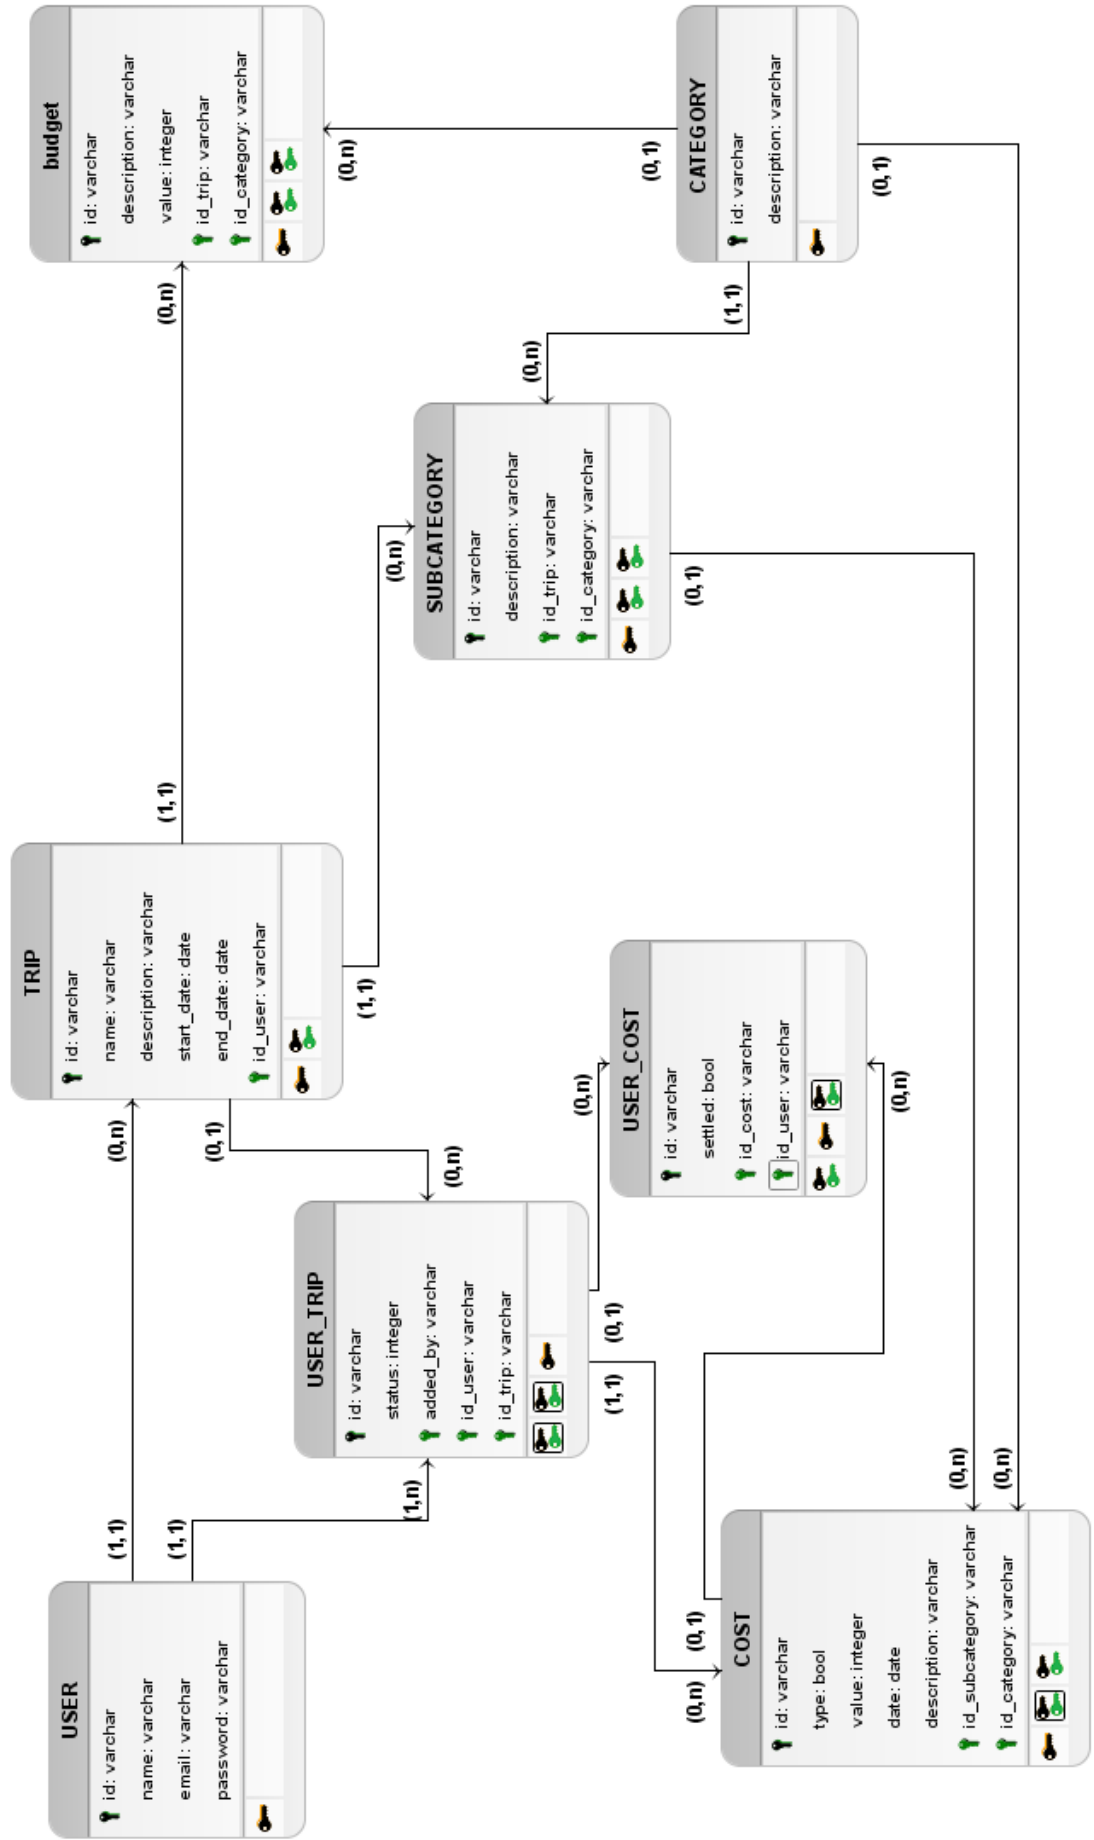 USER
id: varchar
name: varchar
email: varchar
password: varchar
(1,1)
(1,1)
(0,n)
(1,n)
TRIP
id: varchar
name: varchar
description: varchar
start_date: date
end_date: date
id_user: varchar
(0,1)
(0,n)
(1,1)
(0,n)
(1,1)
(0,n)
budget
id: varchar
description: varchar
value: integer
id_trip: varchar
id_category: varchar
(0,n)
(0,1)
USER_TRIP
id: varchar
status: integer
added_by: varchar
id_user: varchar
id_trip: varchar
(1,1)
(0,1)
(0,n)
SUBCATEGORY
id: varchar
description: varchar
id_trip: varchar
id_category: varchar
(0,n)
(1,1)
(0,1)
USER_COST
id: varchar
settled: bool
id_cost: varchar
id_user: varchar
(0,n)
CATEGORY
id: varchar
description: varchar
(0,1)
(0,n)
(0,1)
COST
id: varchar
type: bool
value: integer
date: date
description: varchar
id_subcategory: varchar
id_category: varchar
(0,n)
(0,n)